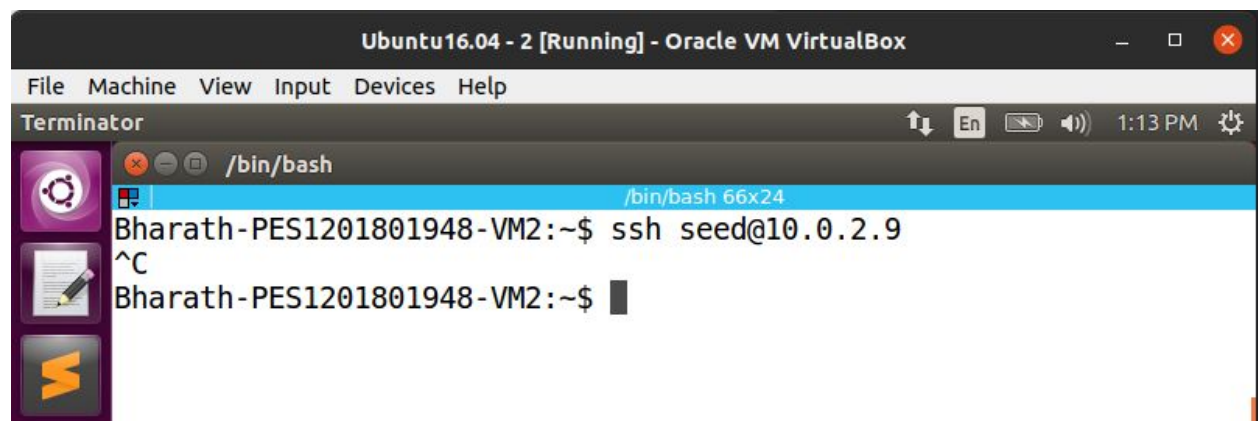 Ubuntu16.04 - 2 [Running] - Oracle VM VirtualBox
File Machine View Input Devices Help
Terminator En 1:13 PM
/bin/bash
/bin/bash 66x24
Bharath-PES1201801948-VM2:~$ ssh seed@10.0.2.9
^C
Bharath-PES1201801948-VM2:~$